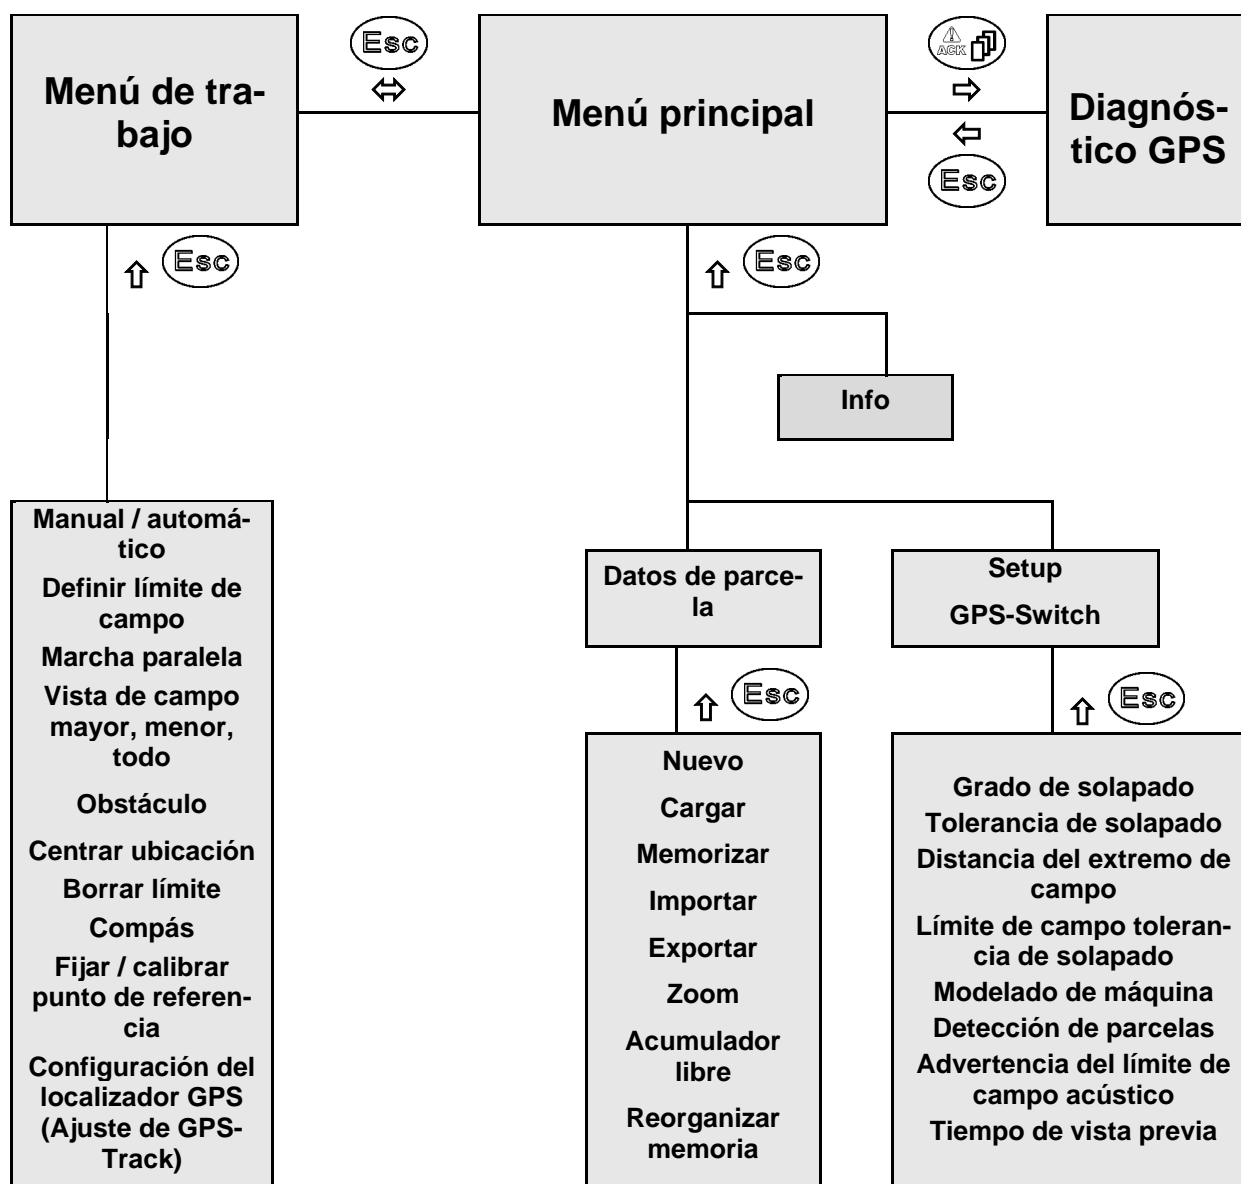 Esc
ACK
Menú de tra-
bajo
Menú principal
Diagnós-
tico GPS
Esc
Esc
Esc
Info
Manual / automá-
tico
Definir límite de
campo
Marcha paralela
Vista de campo
mayor, menor,
todo
Obstáculo
Centrar ubicación
Borrar límite
Compás
Fijar / calibrar
punto de referen-
cia
Configuración del
localizador GPS
(Ajuste de GPS-
Track)
Datos de parce-
la
Esc
Nuevo
Cargar
Memorizar
Importar
Exportar
Zoom
Acumulador
libre
Reorganizar
memoria
Setup
GPS-Switch
Esc
Grado de solapado
Tolerancia de solapado
Distancia del extremo de
campo
Límite de campo toleran-
cia de solapado
Modelado de máquina
Detección de parcelas
Advertencia del límite de
campo acústico
Tiempo de vista previa